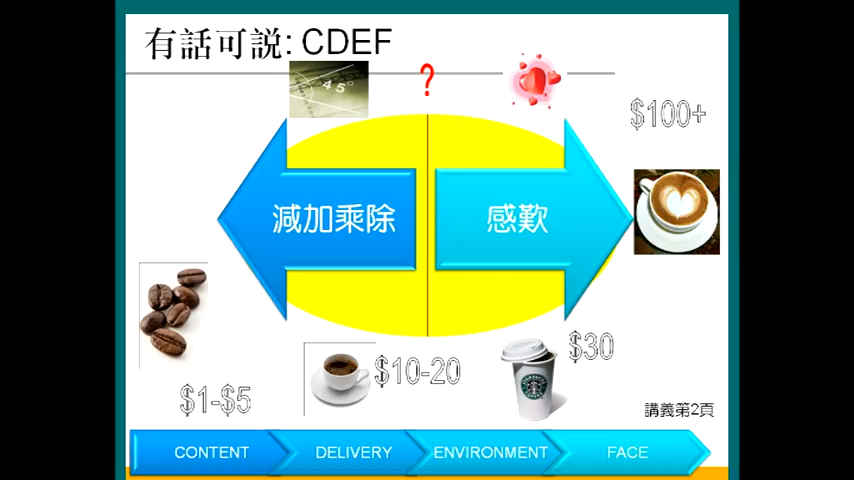 有話可説: CDEF
45°
?
$100+
減加乘除
感歎
$30
$10-20
$1-$5
講義第2頁
CONTENT
DELIVERY
ENVIRONMENT
FACE